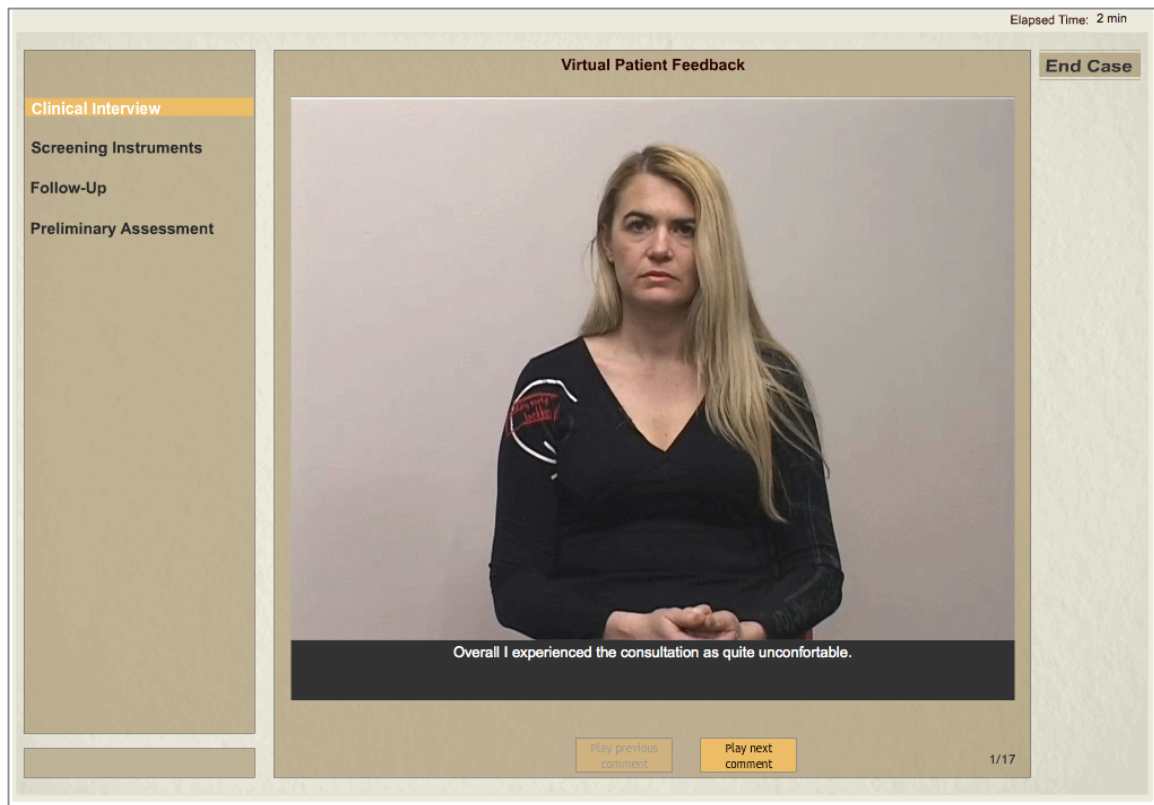 Elapsed Time: 2 min
Virtual Patient Feedback
End Case
Clinical Interview
Screening Instruments
Follow-Up
Preliminary Assessment
Overall I experienced the consultation as quite unconfortable.
Play previous
comment
Play next
comment
1/17